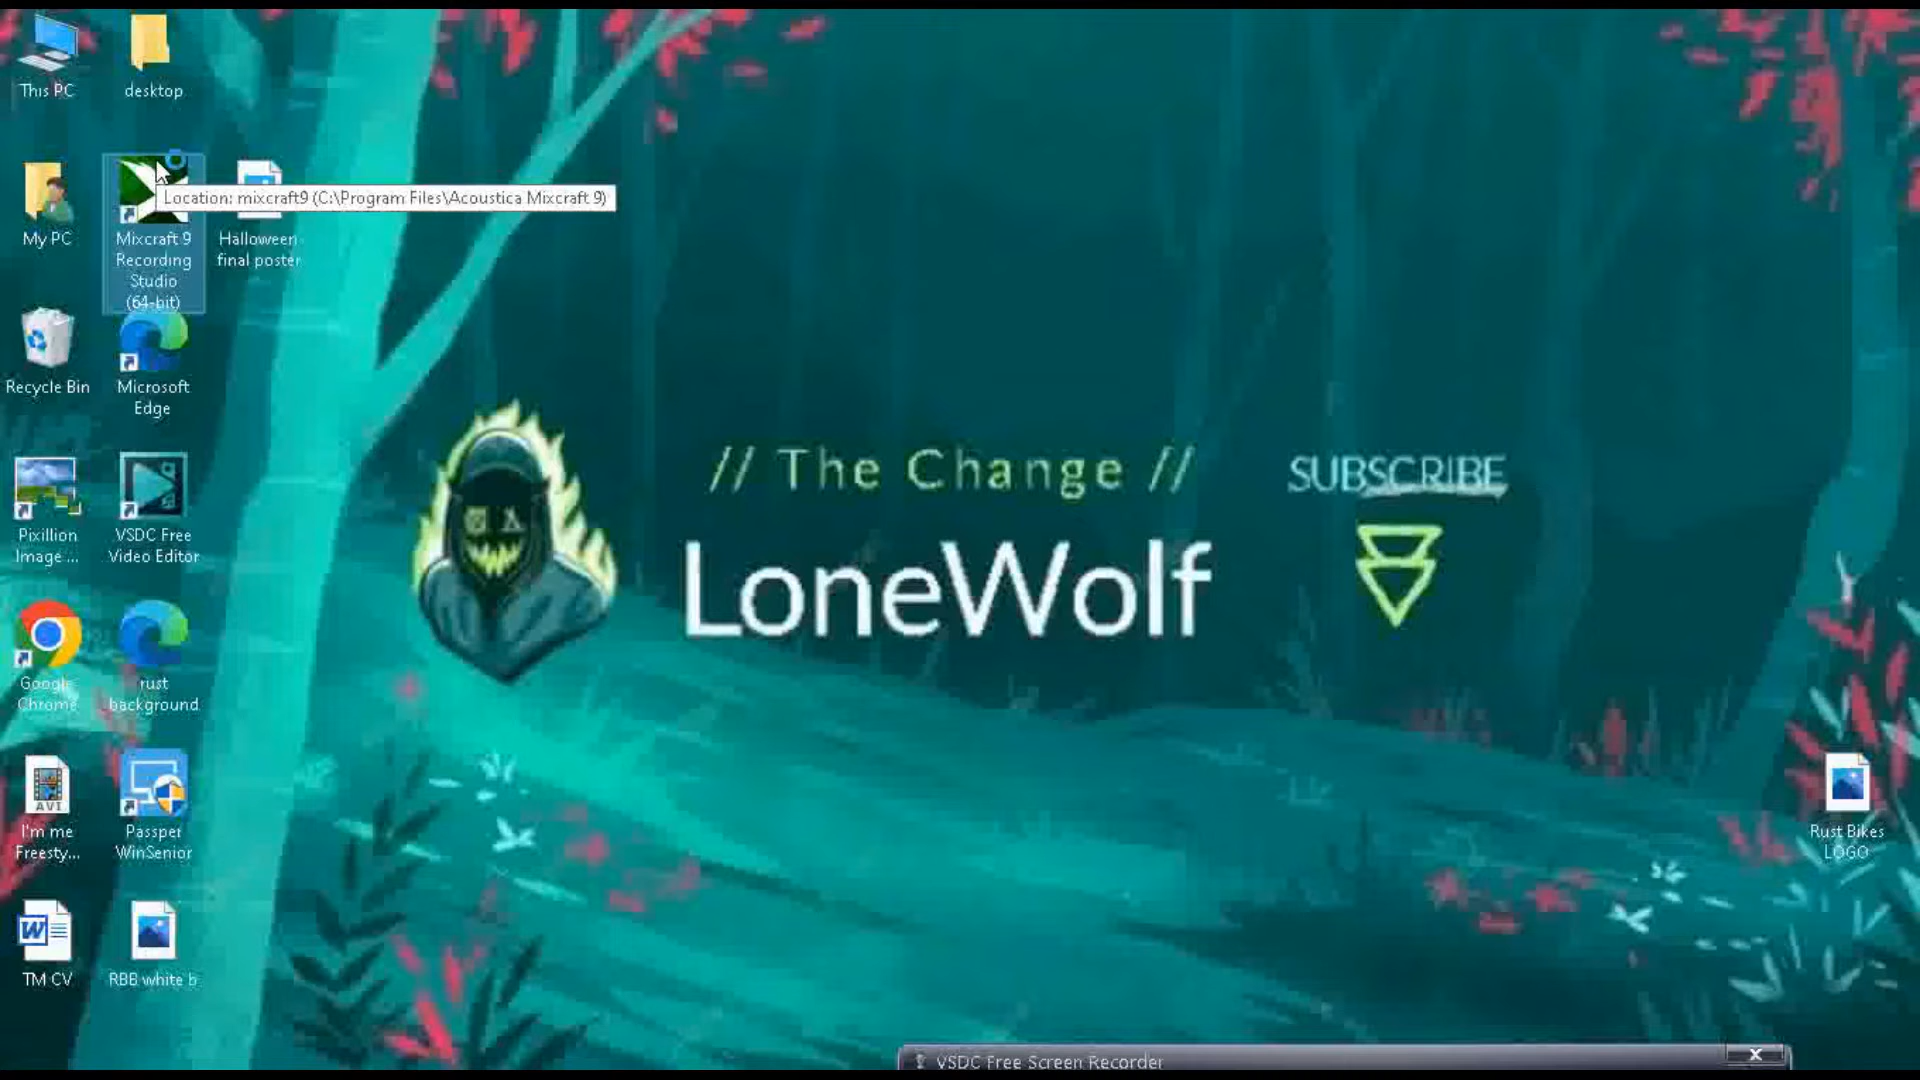 This PC
desktop
Location: mixcraft9 (C:\Program Files\Acoustica Mixcraft 9)
My PC
Mixcraft 9
Recording
Studio
(64-bit)
Halloween
final poster
Recycle Bin
Microsoft
Edge
// The Change //
SUBSCRIBE
LoneWolf
Pixillion
Image ...
VSDC Free
Video Editor
Google
Chrome
rust
background
AVI
I'm me
Freesty...
Passper
WinSenior
Rust Bikes
LOGO
W
TM CV
RBB white b
VSDC Free Screen Recorder